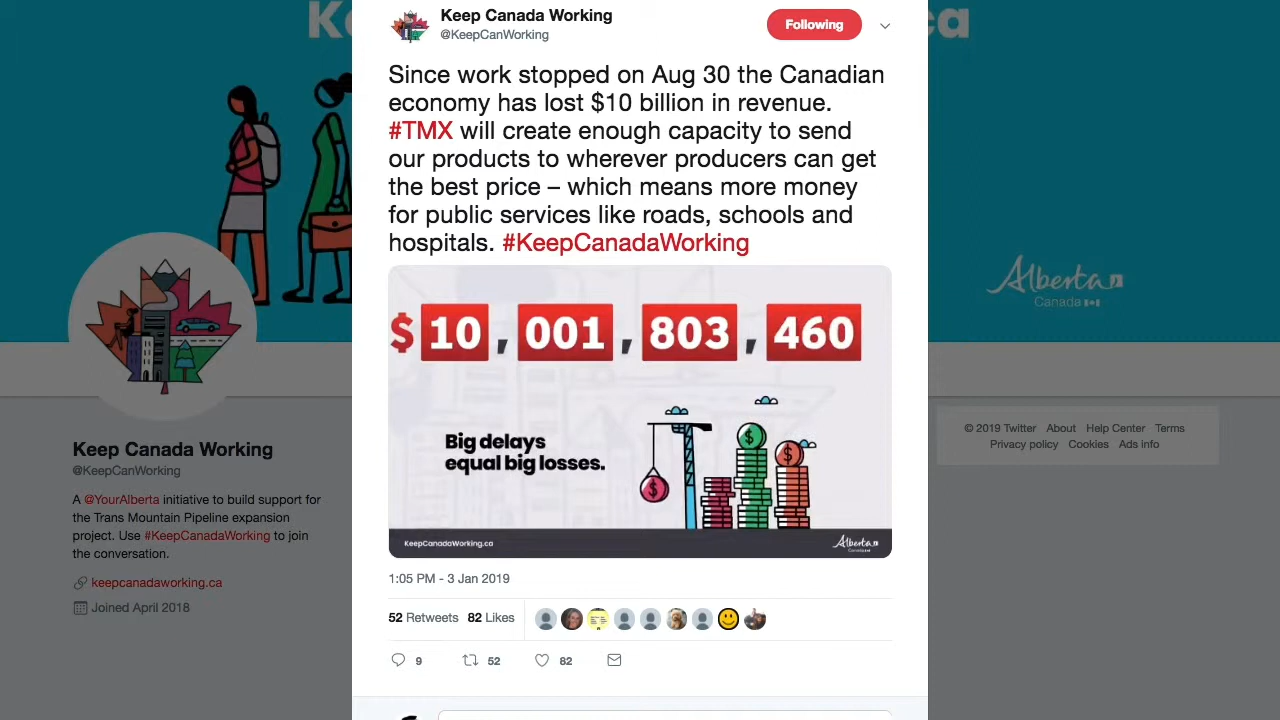 Keep Canada Working
@KeepCanWorking
Following
Since work stopped on Aug 30 the Canadian
economy has lost $10 billion in revenue.
#TMX will create enough capacity to send
our products to wherever producers can get
the best price – which means more money
for public services like roads, schools and
hospitals. #KeepCanadaWorking
$ 10 , 001 , 803 , 460
Big delays
equal big losses.
KeepCanadaWorking.ca
Alberta
Canada
1:05 PM - 3 Jan 2019
52 Retweets 82 Likes
9 52 82
Alberta
Canada
Keep Canada Working
@KeepCanWorking
A @YourAlberta initiative to build support for
the Trans Mountain Pipeline expansion
project. Use #KeepCanadaWorking to join
the conversation.
keepcanadaworking.ca
Joined April 2018
© 2019 Twitter About Help Center Terms
Privacy policy Cookies Ads info